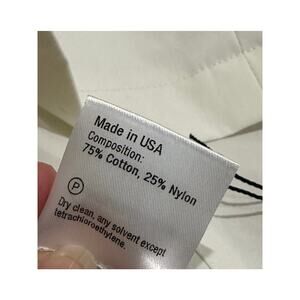 Made in USA
Composition:
75% Cotton, 25% Nylon
P
Dry clean, any solvent except
tetrachloroethylene.